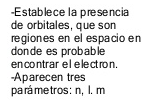 -Establece la presencia
de orbitales, que son
regiones en el espacio en
donde es probable
encontrar el electron.
-Aparecen tres
parámetros: n, l. m